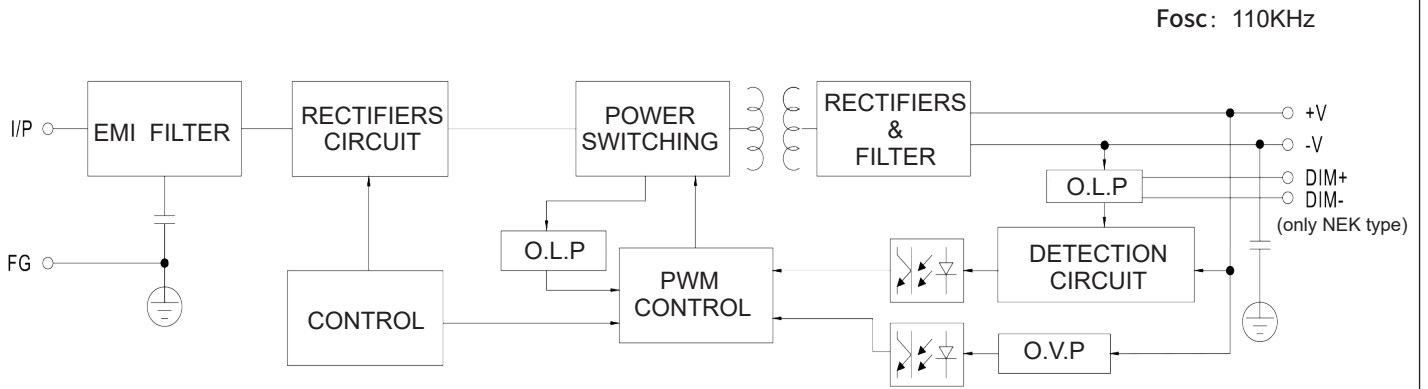 Fosc: 110KHz
I/P
EMI FILTER
RECTIFIERS
CIRCUIT
POWER
SWITCHING
RECTIFIERS
&
FILTER
+V
-V
DIM+
DIM-
(only NEK type)
O.L.P
FG
O.L.P
DETECTION
CIRCUIT
PWM
CONTROL
CONTROL
O.V.P